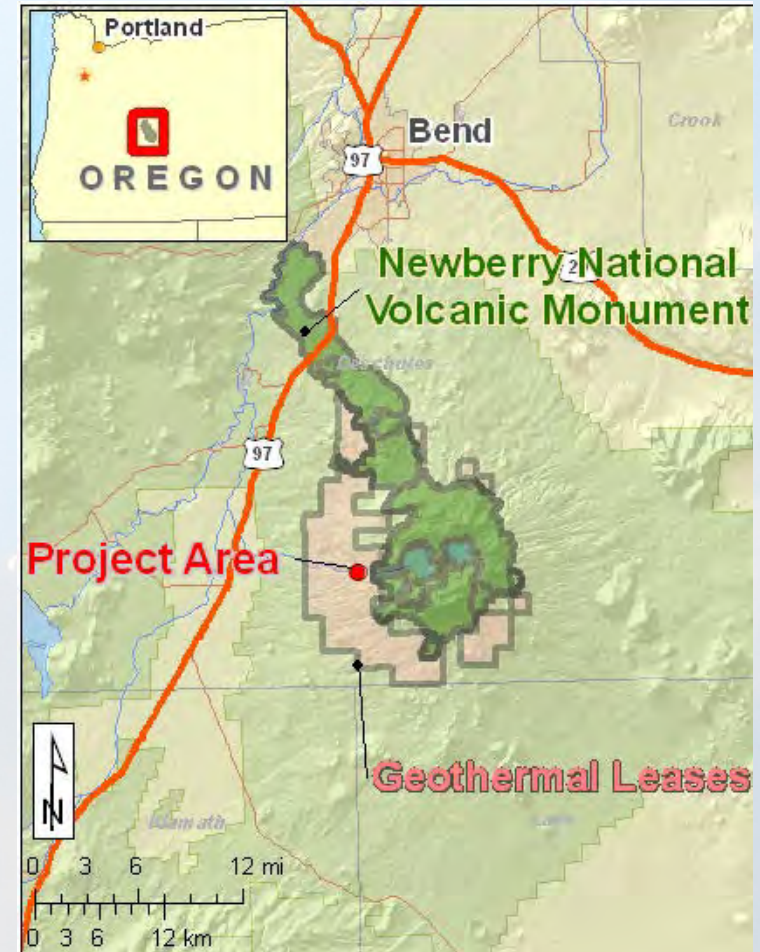 Portland
OREGON
Bend
Crook
97
2
Newberry National
Volcanic Monument
Deschutes
97
Project Area
Geothermal Leases
N
Klamath
Lake
0 3 6 12 mi
0 3 6 12 km